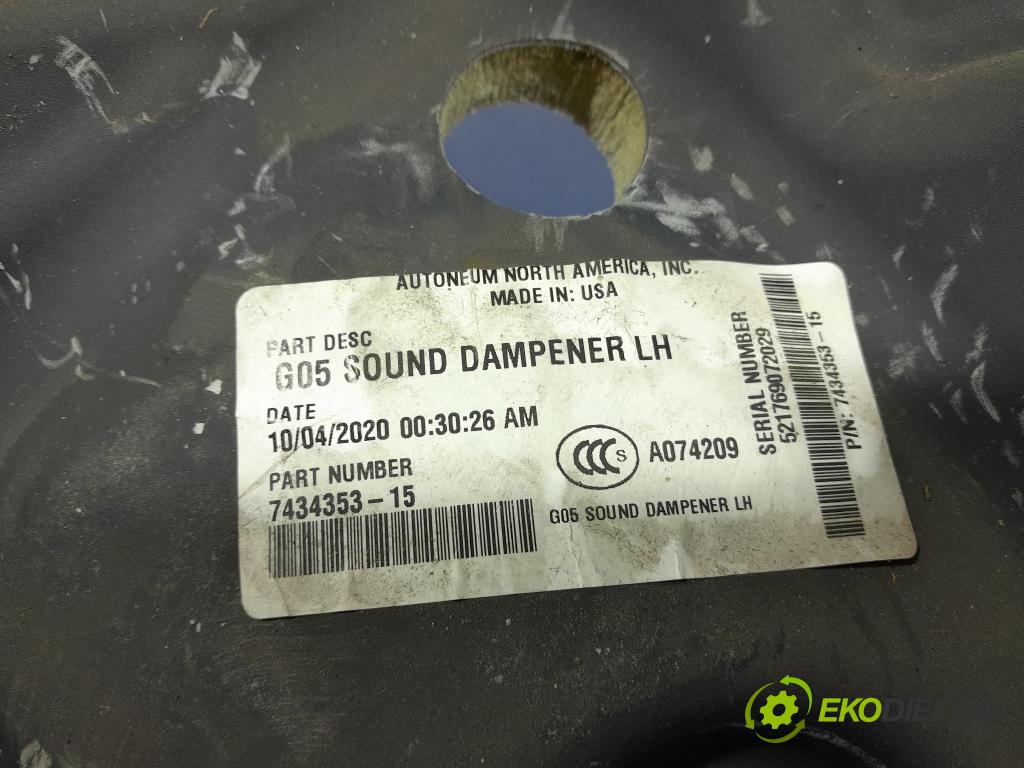 AUTONEUM NORTH AMERICA, INC.
MADE IN: USA
PART DESC
G05 SOUND DAMPENER LH
DATE
10/04/2020 00:30:26 AM
PART NUMBER
7434353-15
CCC S
A074209
G05 SOUND DAMPENER LH
SERIAL NUMBER
521769072029
P/N: 7434353-15